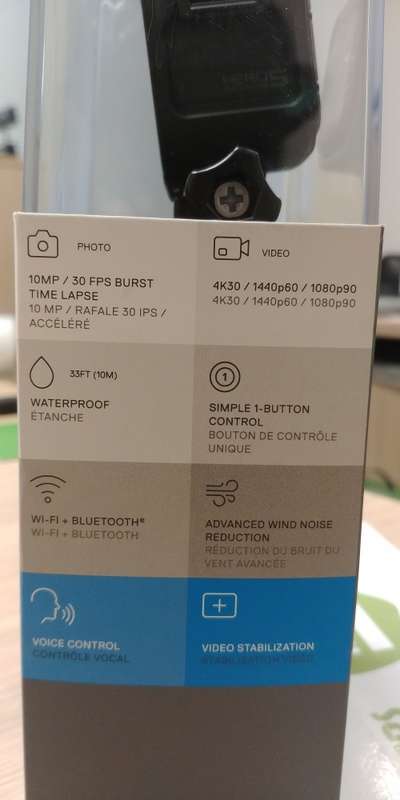 PHOTO
10MP / 30 FPS BURST
TIME LAPSE
10 MP / RAFALE 30 IPS /
ACCÉLÉRÉ
VIDEO
4K30 / 1440p60 / 1080p90
4K30 / 1440p60 / 1080p90
33FT (10M)
WATERPROOF
ÉTANCHE
1
SIMPLE 1-BUTTON
CONTROL
BOUTON DE CONTRÔLE
UNIQUE
WI-FI + BLUETOOTH®
WI-FI + BLUETOOTH
ADVANCED WIND NOISE
REDUCTION
RÉDUCTION DU BRUIT DU
VENT AVANCÉE
VOICE CONTROL
CONTRÔLE VOCAL
VIDEO STABILIZATION
STABILISATION VIDÉO